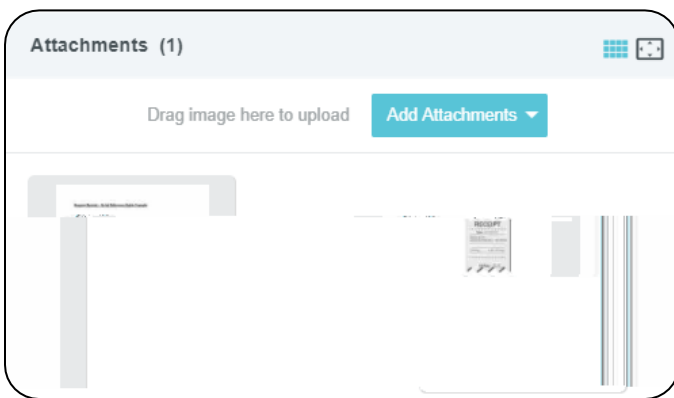 Attachments (1)
Drag image here to upload
Add Attachments
RECEIPT